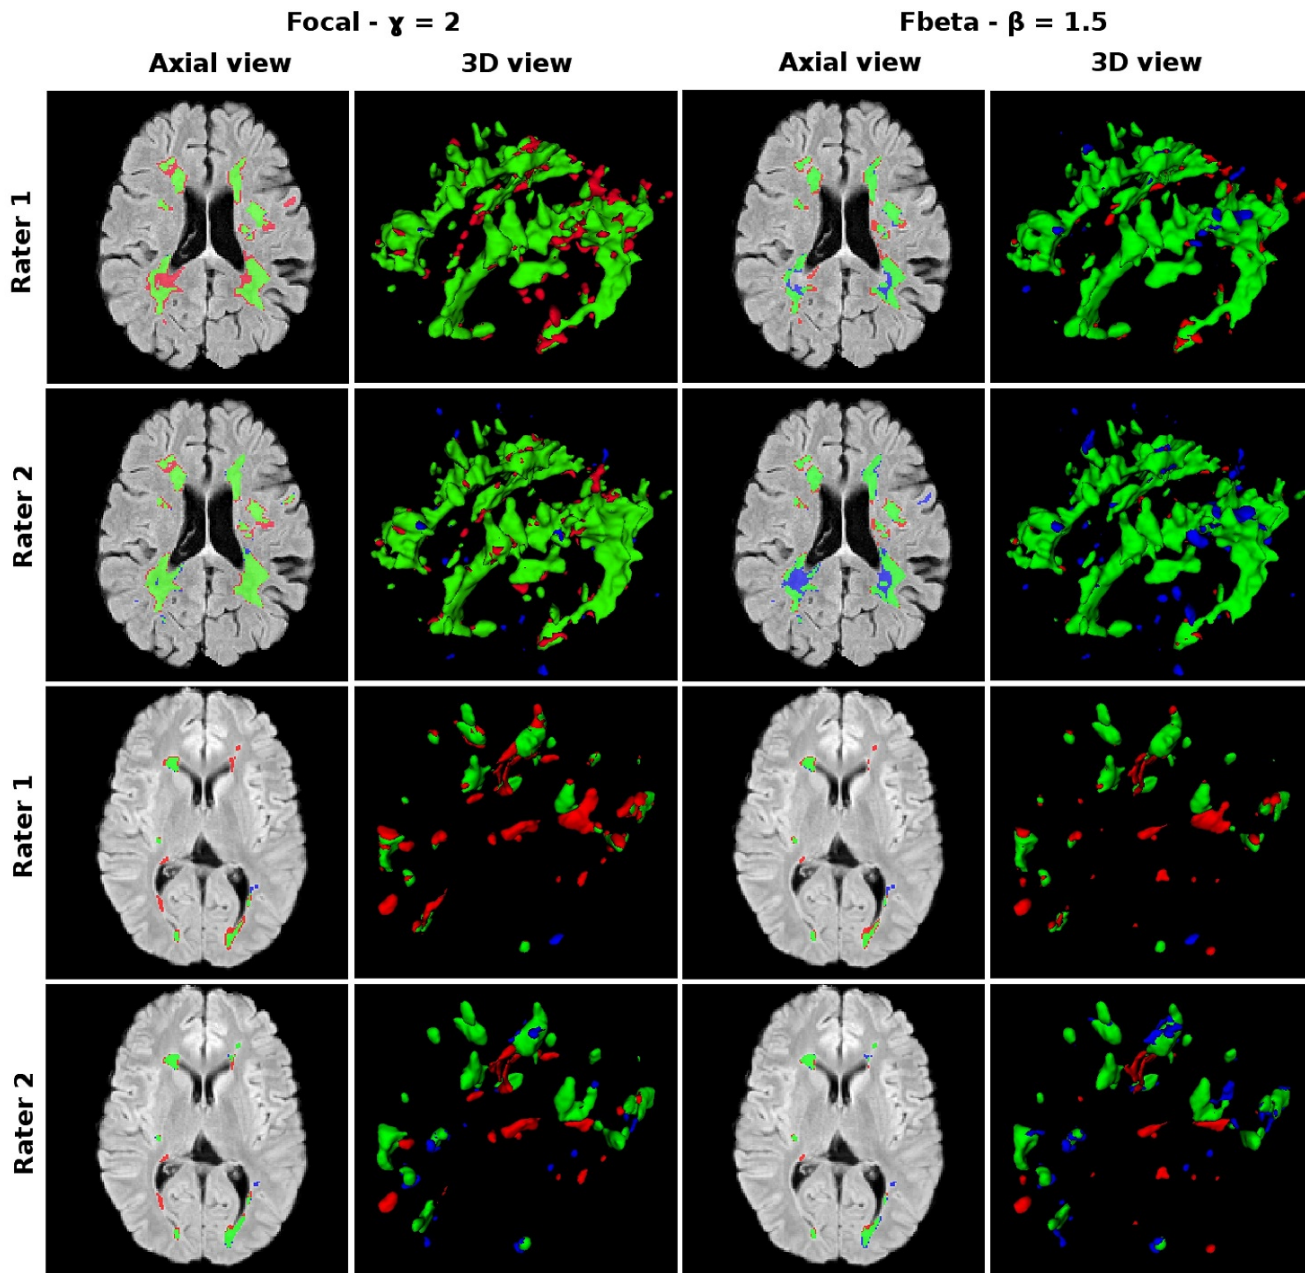 Focal - ɣ = 2 Fbeta - β = 1.5
Axial view 3D view Axial view 3D view
Rater 1
Rater 2
Rater 1
Rater 2